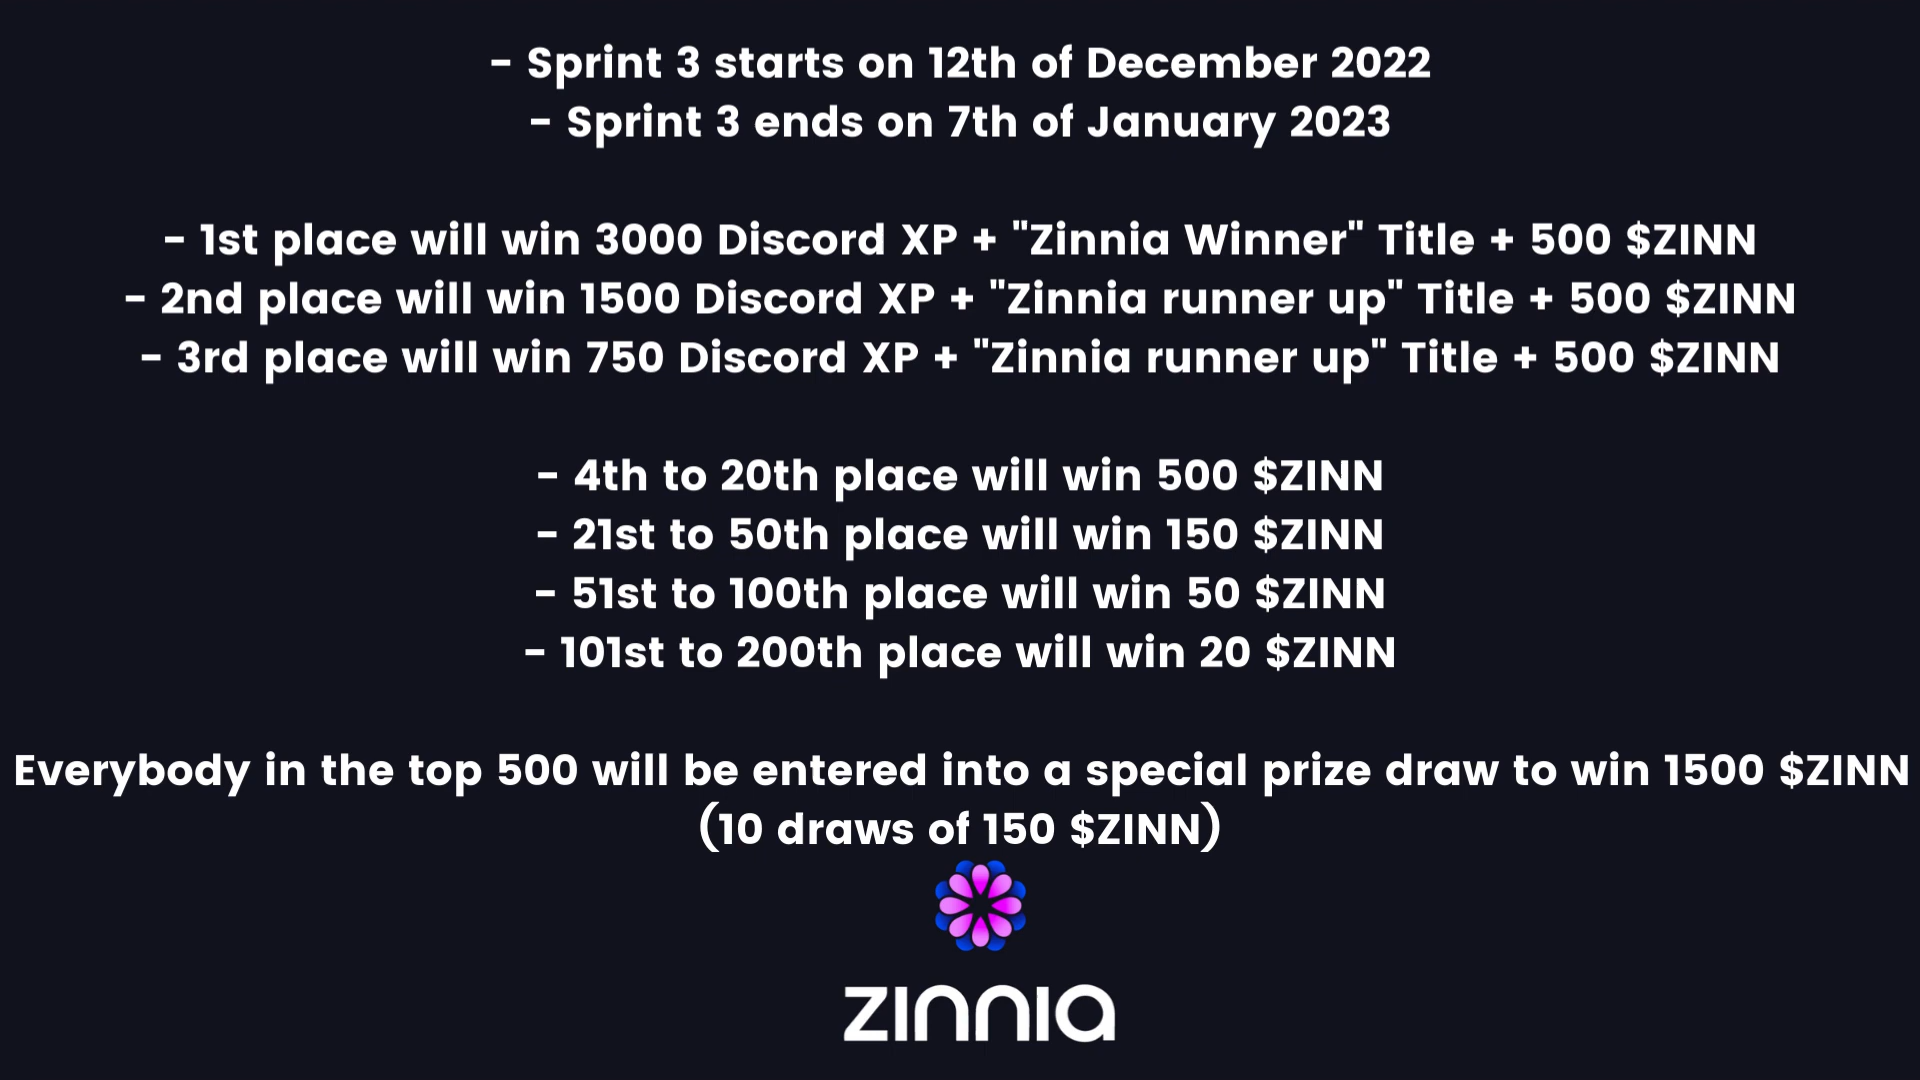 - Sprint 3 starts on 12th of December 2022
- Sprint 3 ends on 7th of January 2023
- 1st place will win 3000 Discord XP + "Zinnia Winner" Title + 500 $ZINN
- 2nd place will win 1500 Discord XP + "Zinnia runner up" Title + 500 $ZINN
- 3rd place will win 750 Discord XP + "Zinnia runner up" Title + 500 $ZINN
- 4th to 20th place will win 500 $ZINN
- 21st to 50th place will win 150 $ZINN
- 51st to 100th place will win 50 $ZINN
- 101st to 200th place will win 20 $ZINN
Everybody in the top 500 will be entered into a special prize draw to win 1500 $ZINN
(10 draws of 150 $ZINN)
zinnia